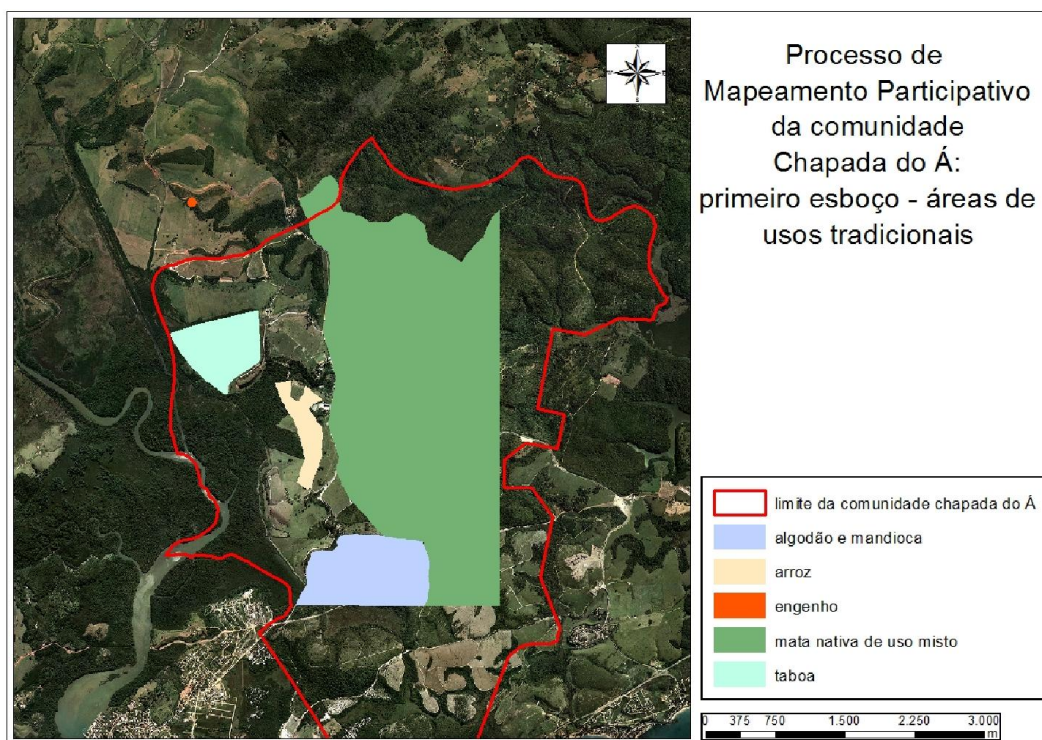 Processo de
Mapeamento Participativo
da comunidade
Chapada do Á:
primeiro esboço - áreas de
usos tradicionais
limite da comunidade chapada do Á
algodão e mandioca
arroz
engenho
mata nativa de uso misto
taboa
0 375 750 1.500 2.250 3.000
m